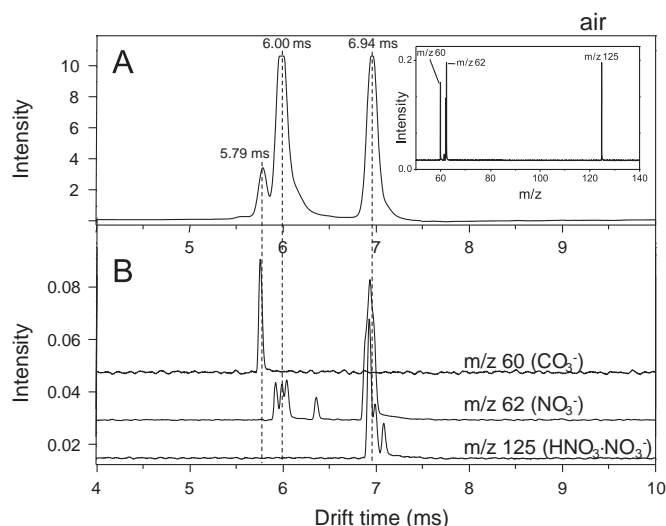 air
A
6.00 ms
6.94 ms
5.79 ms
Intensity
10
8
6
4
2
5
6
7
8
9
m/z 60
m/z 62
m/z 125
Intensity
0.2
0.0
60
80
100
120
140
m/z
B
Intensity
0.08
0.06
0.04
0.02
m/z 60 (CO₃⁻)
m/z 62 (NO₃⁻)
m/z 125 (HNO₃·NO₃⁻)
4
5
6
7
8
9
10
Drift time (ms)